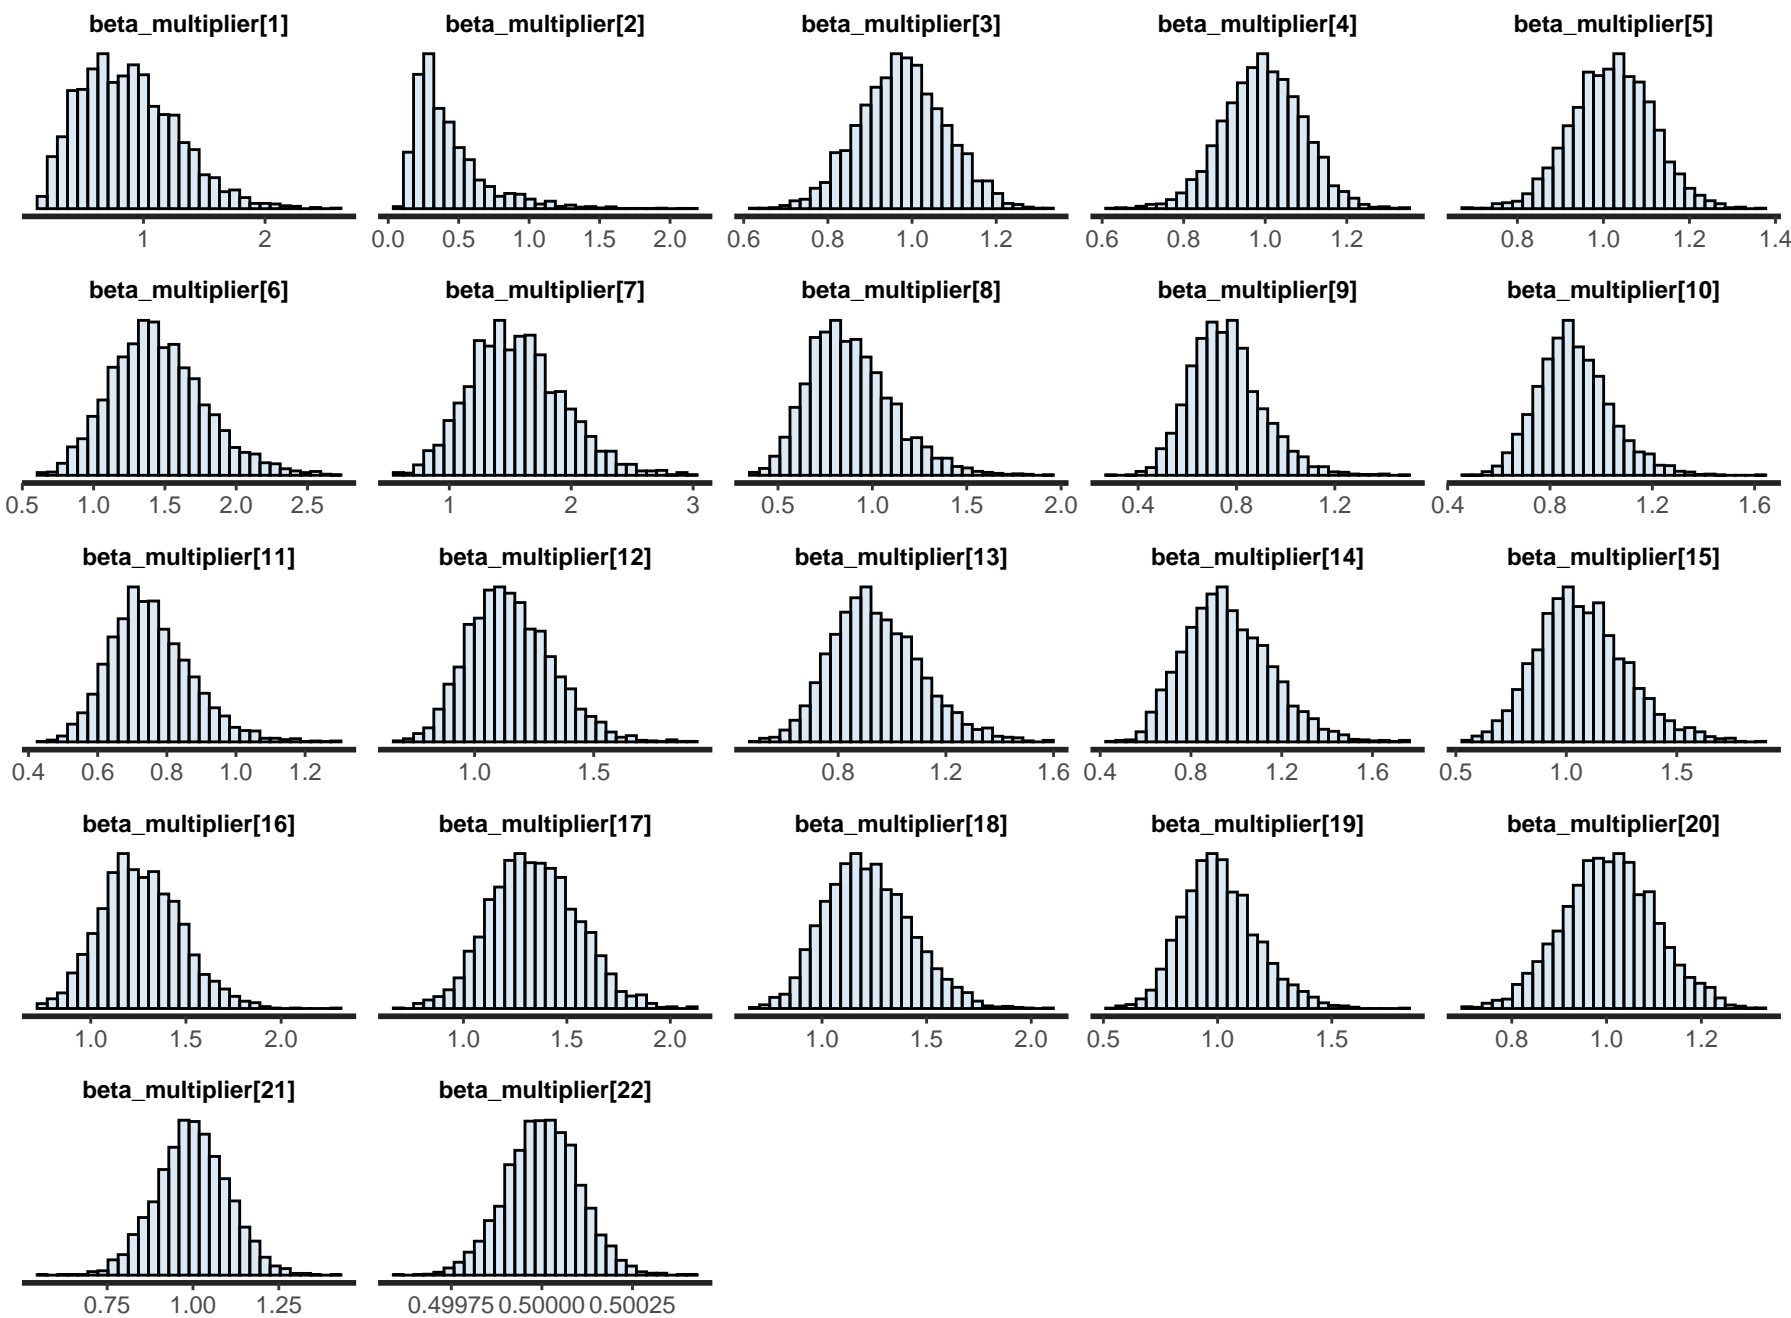 beta_multiplier[1] beta_multiplier[2] beta_multiplier[3] beta_multiplier[4] beta_multiplier[5]
1 2 0.0 0.5 1.0 1.5 2.0 0.6 0.8 1.0 1.2 0.6 0.8 1.0 1.2 0.8 1.0 1.2 1.4
beta_multiplier[6] beta_multiplier[7] beta_multiplier[8] beta_multiplier[9] beta_multiplier[10]
0.5 1.0 1.5 2.0 2.5 1 2 3 0.5 1.0 1.5 2.0 0.4 0.8 1.2 0.4 0.8 1.2 1.6
beta_multiplier[11] beta_multiplier[12] beta_multiplier[13] beta_multiplier[14] beta_multiplier[15]
0.4 0.6 0.8 1.0 1.2 1.0 1.5 0.8 1.2 1.6 0.4 0.8 1.2 1.6 0.5 1.0 1.5
beta_multiplier[16] beta_multiplier[17] beta_multiplier[18] beta_multiplier[19] beta_multiplier[20]
1.0 1.5 2.0 1.0 1.5 2.0 1.0 1.5 2.0 0.5 1.0 1.5 0.8 1.0 1.2
beta_multiplier[21] beta_multiplier[22]
0.75 1.00 1.25 0.49975 0.50000 0.50025